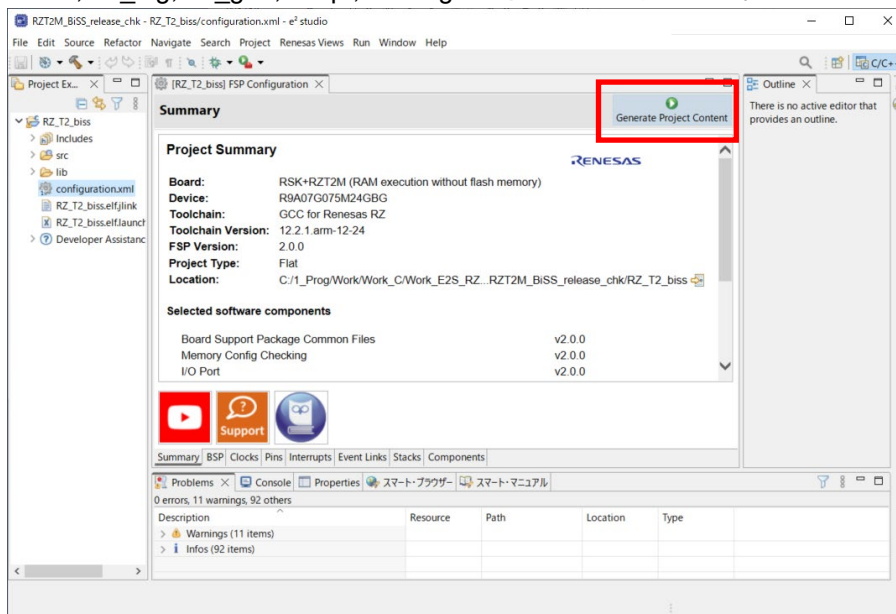 RZT2M_BiSS_release_chk - RZ_T2_biss/configuration.xml - e² studio
File Edit Source Refactor Navigate Search Project Renesas Views Run Window Help
C/C+
Project Ex...
[RZ_T2_biss] FSP Configuration
Outline
RZ_T2_biss
Includes
src
lib
configuration.xml
RZ_T2_biss.elf.jlink
RZ_T2_biss.elf.launch
Developer Assistanc
Summary
Generate Project Content
There is no active editor that
provides an outline.
Project Summary
RENESAS
Board: RSK+RZT2M (RAM execution without flash memory)
Device: R9A07G075M24GBG
Toolchain: GCC for Renesas RZ
Toolchain Version: 12.2.1.arm-12-24
FSP Version: 2.0.0
Project Type: Flat
Location: C:/1_Prog/Work/Work_C/Work_E2S_RZ...RZT2M_BiSS_release_chk/RZ_T2_biss
Selected software components
Board Support Package Common Files v2.0.0
Memory Config Checking v2.0.0
I/O Port v2.0.0
Support
Summary BSP Clocks Pins Interrupts Event Links Stacks Components
Problems Console Properties スマート・ブラウザー スマート・マニュアル
0 errors, 11 warnings, 92 others
Description Resource Path Location Type
Warnings (11 items)
Infos (92 items)